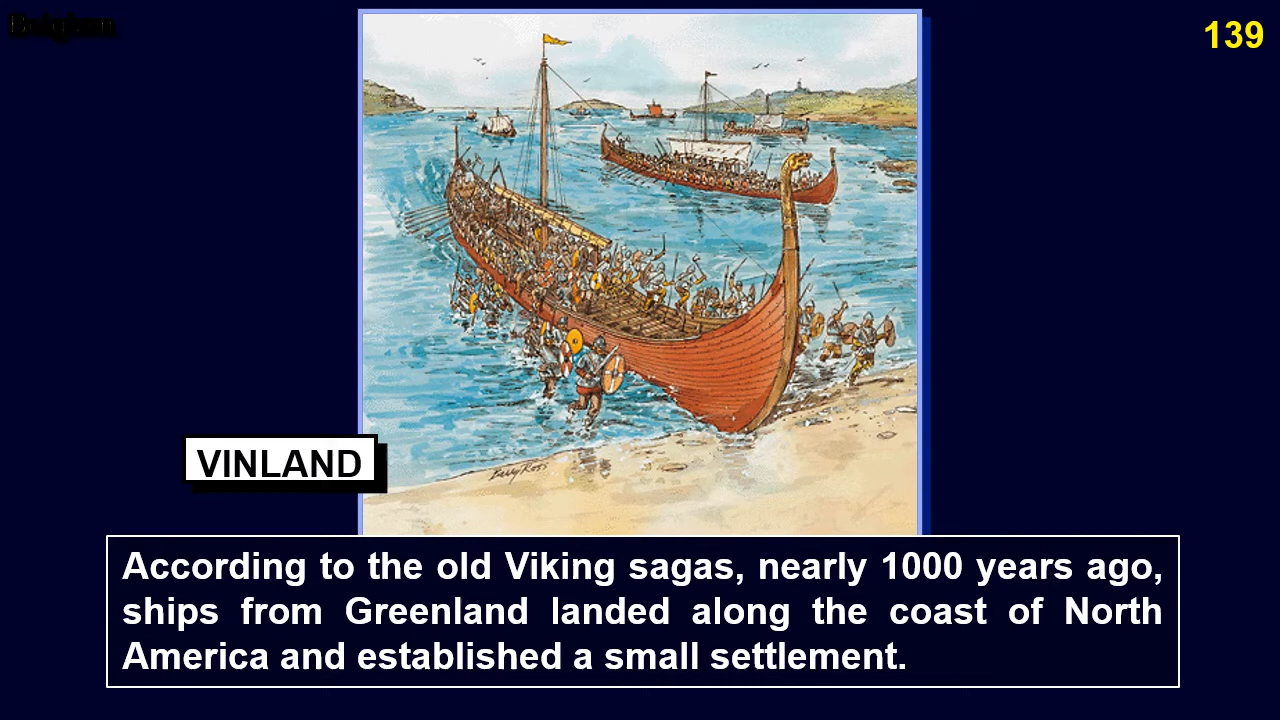 139
VINLAND
According to the old Viking sagas, nearly 1000 years ago,
ships from Greenland landed along the coast of North
America and established a small settlement.